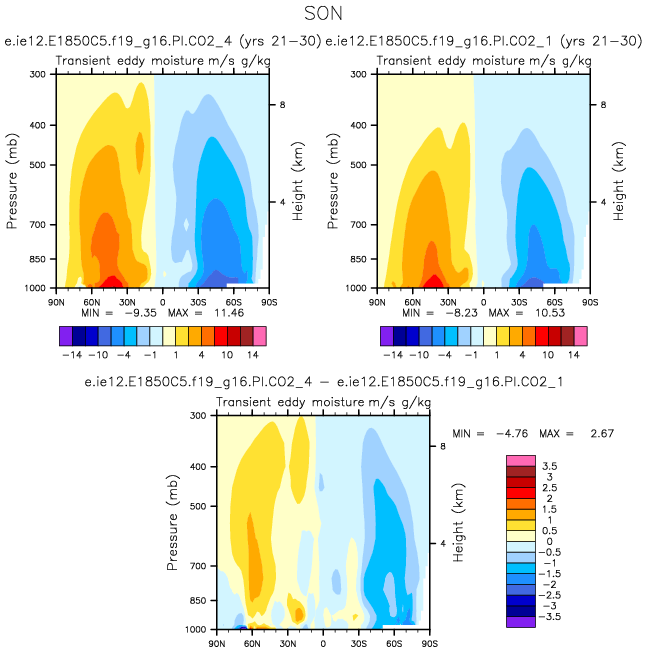 SON
e.ie12.E1850C5.f19_g16.PI.CO2_4 (yrs 21-30) e.ie12.E1850C5.f19_g16.PI.CO2_1 (yrs 21-30)
Transient eddy moisture m/s g/kg
300
400
500
700
850
1000
Pressure (mb)
8
4
Height (km)
90N 60N 30N 0 30S 60S 90S
MIN = -9.35 MAX = 11.46
-14 -10 -4 -1 1 4 10 14
Transient eddy moisture m/s g/kg
300
400
500
700
850
1000
Pressure (mb)
8
4
Height (km)
90N 60N 30N 0 30S 60S 90S
MIN = -8.23 MAX = 10.53
-14 -10 -4 -1 1 4 10 14
e.ie12.E1850C5.f19_g16.PI.CO2_4 - e.ie12.E1850C5.f19_g16.PI.CO2_1
Transient eddy moisture m/s g/kg
300
400
500
700
850
1000
Pressure (mb)
8
4
Height (km)
90N 60N 30N 0 30S 60S 90S
MIN = -4.76 MAX = 2.67
3.5
3
2.5
2
1.5
1
0.5
0
-0.5
-1
-1.5
-2
-2.5
-3
-3.5